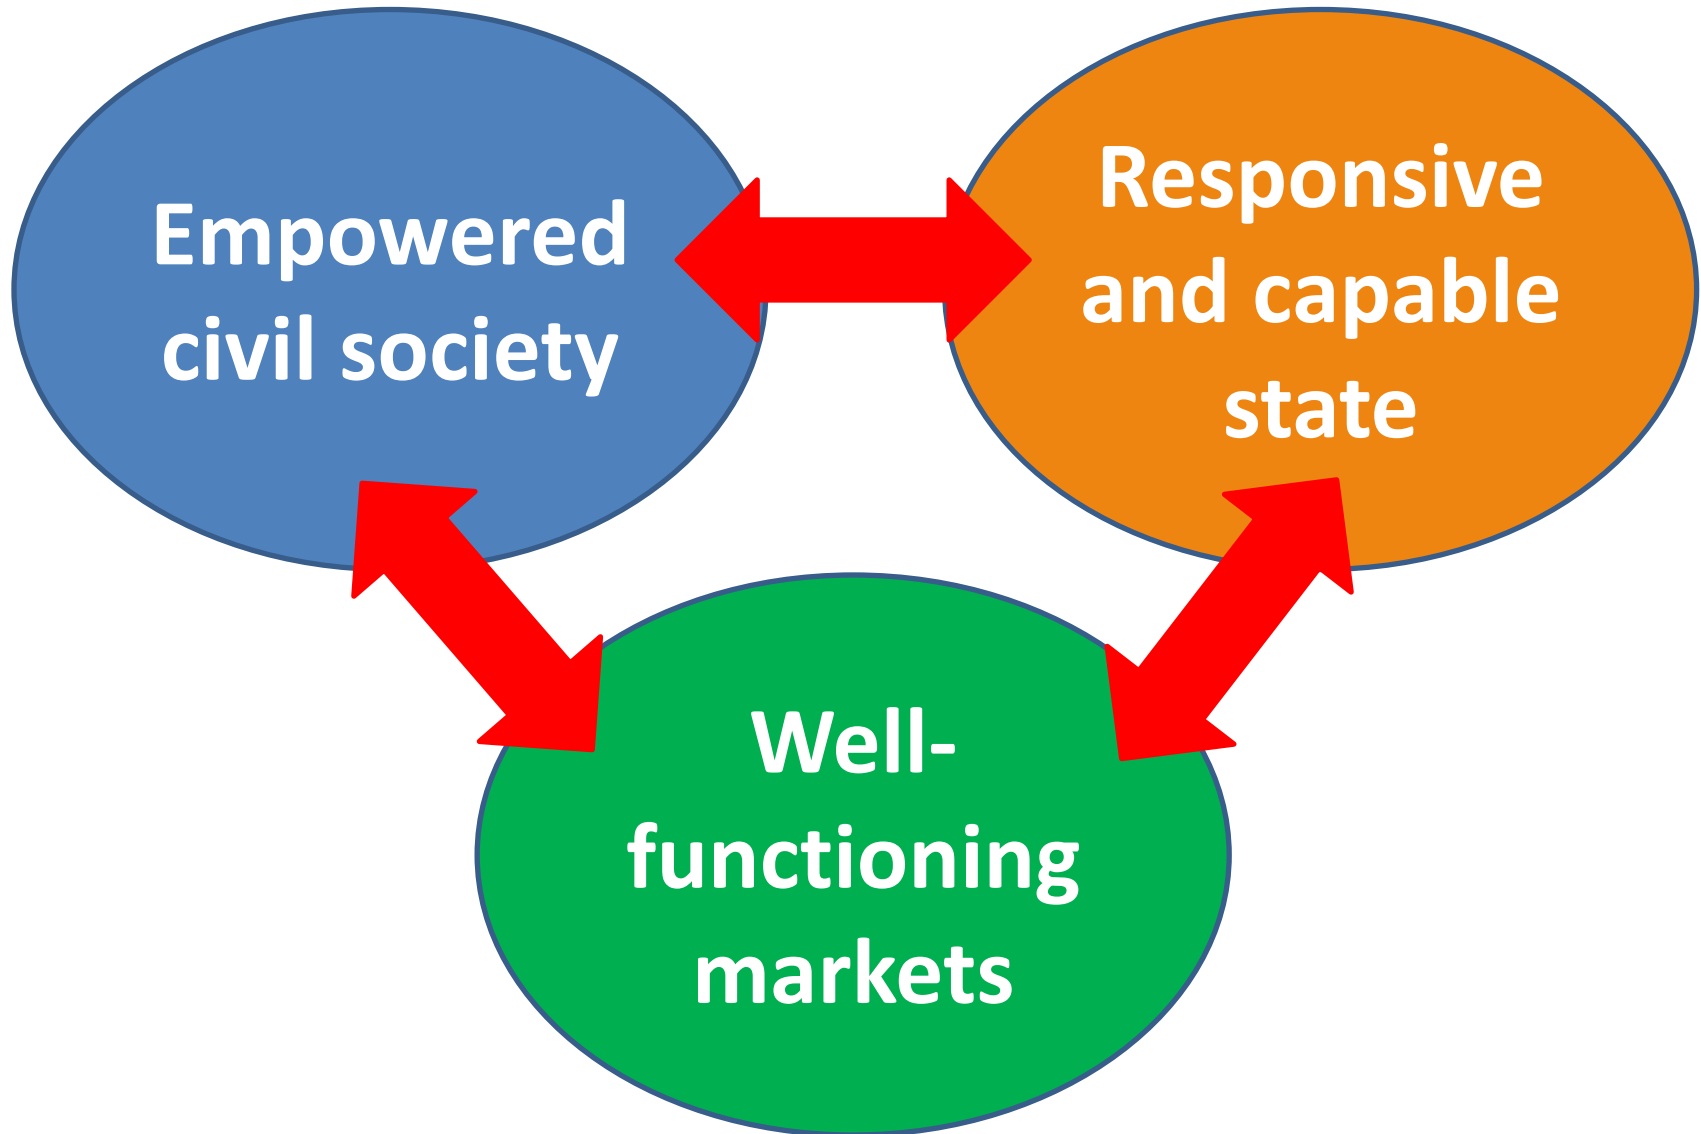 Empowered
civil society
Responsive
and capable
state
Well-
functioning
markets